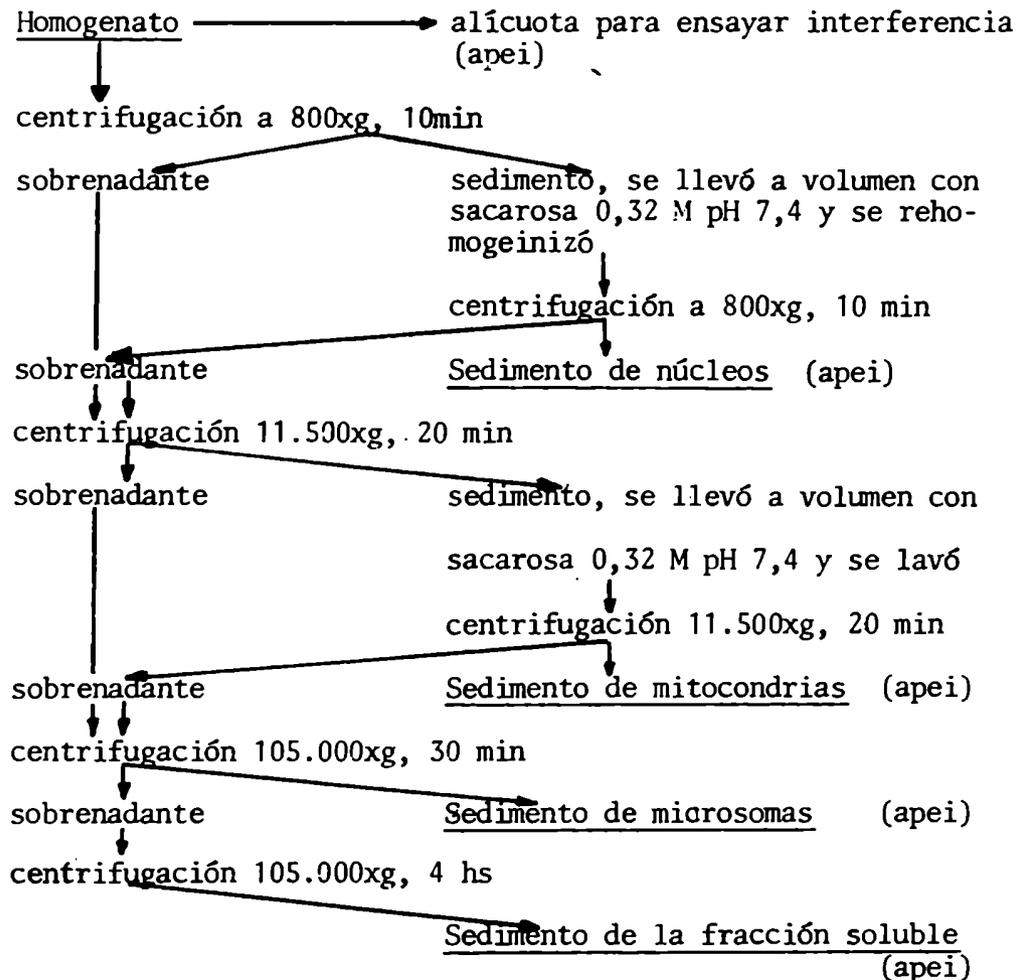 Homogenato alícuota para ensayar interferencia
(apei)
centrifugación a 800xg, 10min
sobrenadante sedimento, se llevó a volumen con
sacarosa 0,32 M pH 7,4 y se reho-
mogeinizó
centrifugación a 800xg, 10 min
sobrenadante Sedimento de núcleos (apei)
centrifugación 11.500xg, 20 min
sobrenadante sedimento, se llevó a volumen con
sacarosa 0,32 M pH 7,4 y se lavó
centrifugación 11.500xg, 20 min
sobrenadante Sedimento de mitocondrias (apei)
centrifugación 105.000xg, 30 min
sobrenadante Sedimento de microsomas (apei)
centrifugación 105.000xg, 4 hs
Sedimento de la fracción soluble
(apei)